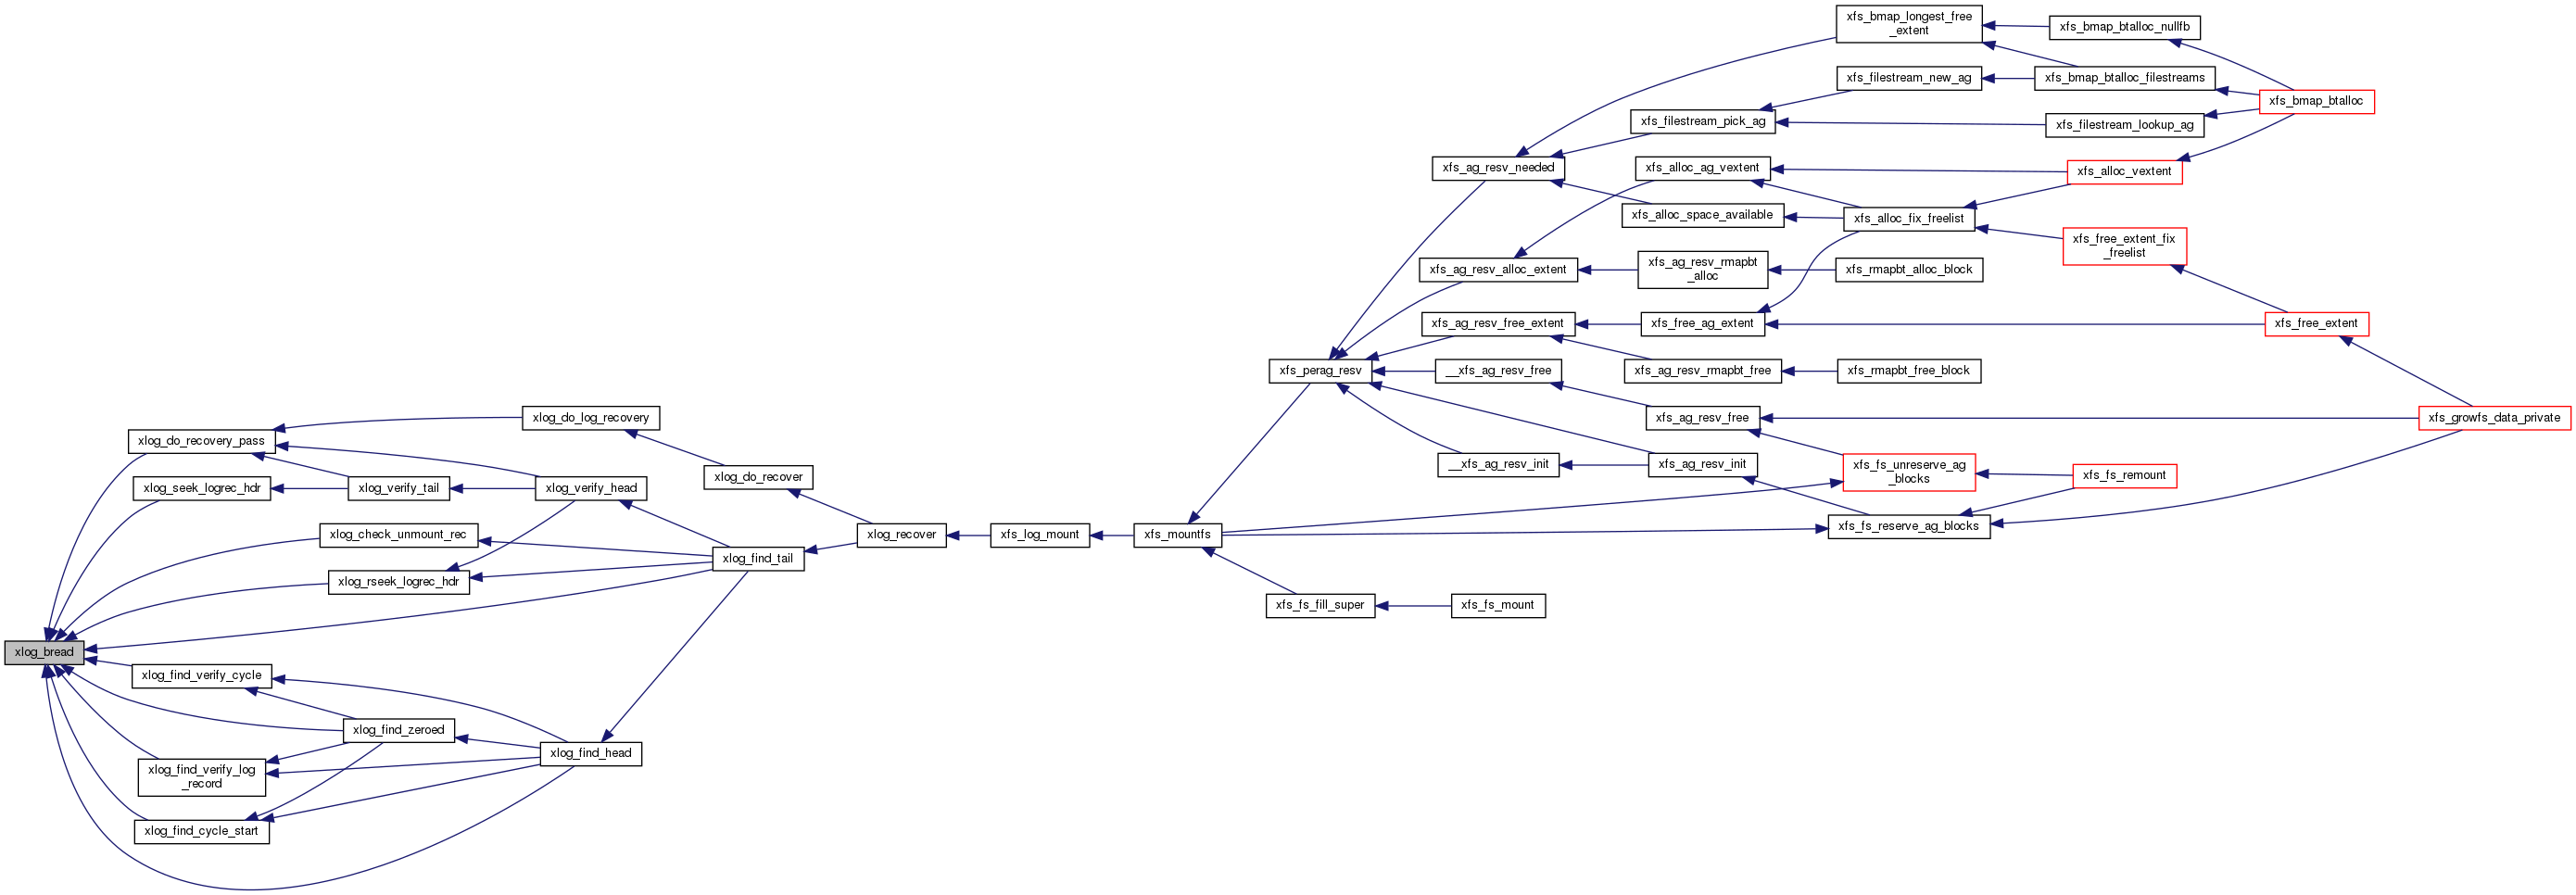 xfs_bmap_longest_free
_extent
xfs_bmap_btalloc_nullfb
xfs_filestream_new_ag
xfs_bmap_btalloc_filestreams
xfs_bmap_btalloc
xfs_filestream_pick_ag
xfs_filestream_lookup_ag
xfs_ag_resv_needed
xfs_alloc_ag_vextent
xfs_alloc_vextent
xfs_alloc_space_available
xfs_alloc_fix_freelist
xfs_free_extent_fix
_freelist
xfs_ag_resv_alloc_extent
xfs_ag_resv_rmapbt
_alloc
xfs_rmapbt_alloc_block
xfs_ag_resv_free_extent
xfs_free_ag_extent
xfs_free_extent
xfs_perag_resv
__xfs_ag_resv_free
xfs_ag_resv_rmapbt_free
xfs_rmapbt_free_block
xlog_do_log_recovery
xfs_ag_resv_free
xfs_growfs_data_private
xlog_do_recovery_pass
xlog_do_recover
__xfs_ag_resv_init
xfs_ag_resv_init
xfs_fs_unreserve_ag
_blocks
xfs_fs_remount
xlog_seek_logrec_hdr
xlog_verify_tail
xlog_verify_head
xlog_check_unmount_rec
xlog_recover
xfs_log_mount
xfs_mountfs
xfs_fs_reserve_ag_blocks
xlog_find_tail
xlog_rseek_logrec_hdr
xfs_fs_fill_super
xfs_fs_mount
xlog_bread
xlog_find_verify_cycle
xlog_find_zeroed
xlog_find_head
xlog_find_verify_log
_record
xlog_find_cycle_start